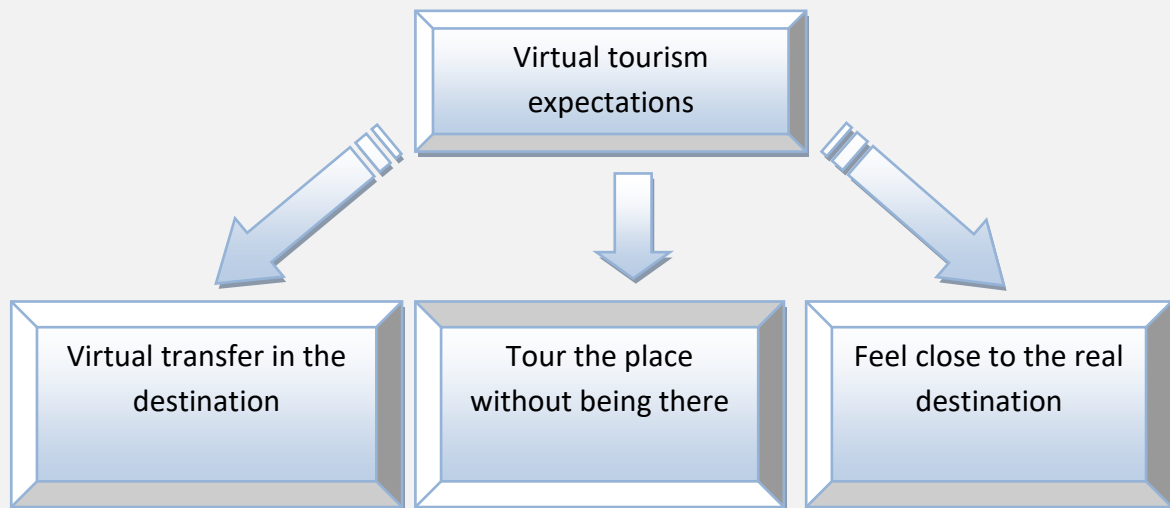 Virtual tourism
expectations
Virtual transfer in the
destination
Tour the place
without being there
Feel close to the real
destination